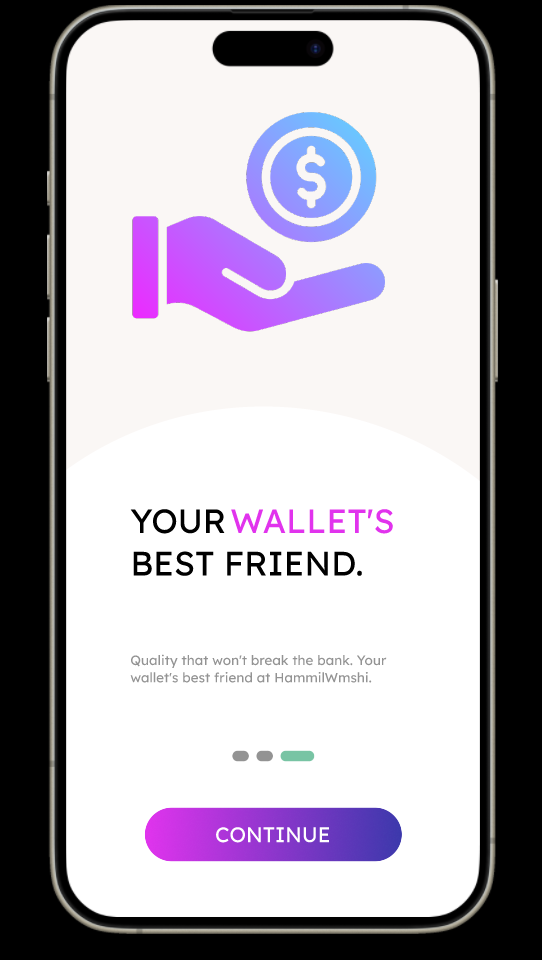 $
YOUR WALLET'S
BEST FRIEND.
Quality that won't break the bank. Your
wallet's best friend at HammilWmshi.
CONTINUE